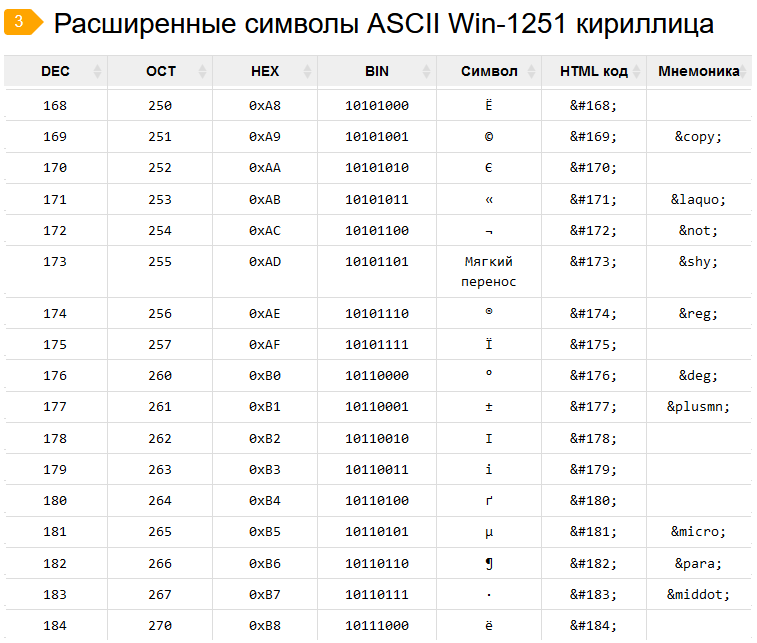 3 Расширенные символы ASCII Win-1251 кириллица
DEC OCT HEX BIN Символ HTML код Мнемоника
168 250 0xA8 10101000 Ё &#168;
169 251 0xA9 10101001 © &#169; &copy;
170 252 0xAA 10101010 Є &#170;
171 253 0xAB 10101011 « &#171; &laquo;
172 254 0xAC 10101100 ¬ &#172; &not;
173 255 0xAD 10101101 Мягкий &#173; &shy;
перенос
174 256 0xAE 10101110 ® &#174; &reg;
175 257 0xAF 10101111 Ï &#175;
176 260 0xB0 10110000 ° &#176; &deg;
177 261 0xB1 10110001 ± &#177; &plusmn;
178 262 0xB2 10110010 І &#178;
179 263 0xB3 10110011 і &#179;
180 264 0xB4 10110100 ґ &#180;
181 265 0xB5 10110101 µ &#181; &micro;
182 266 0xB6 10110110 ¶ &#182; &para;
183 267 0xB7 10110111 · &#183; &middot;
184 270 0xB8 10111000 ё &#184;